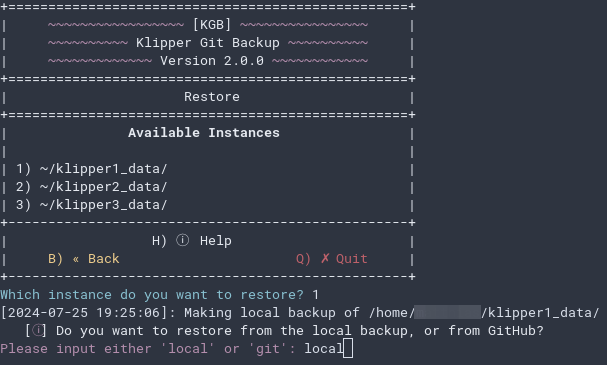 +==================================================+
| ~~~~~~~~~~~~~~~~~ [KGB] ~~~~~~~~~~~~~~~~ |
| ~~~~~~~~~~ Klipper Git Backup ~~~~~~~~~~ |
| ~~~~~~~~~~~~~ Version 2.0.0 ~~~~~~~~~~~~ |
+==================================================+
| Restore |
+==================================================+
| Available Instances |
| |
| 1) ~/klipper1_data/ |
| 2) ~/klipper2_data/ |
| 3) ~/klipper3_data/ |
+--------------------------------------------------+
| H) ⓘ Help |
| B) « Back Q) ✗ Quit |
+--------------------------------------------------+
Which instance do you want to restore? 1
[2024-07-25 19:25:06]: Making local backup of /home/ /klipper1_data/
[ⓘ] Do you want to restore from the local backup, or from GitHub?
Please input either 'local' or 'git': local